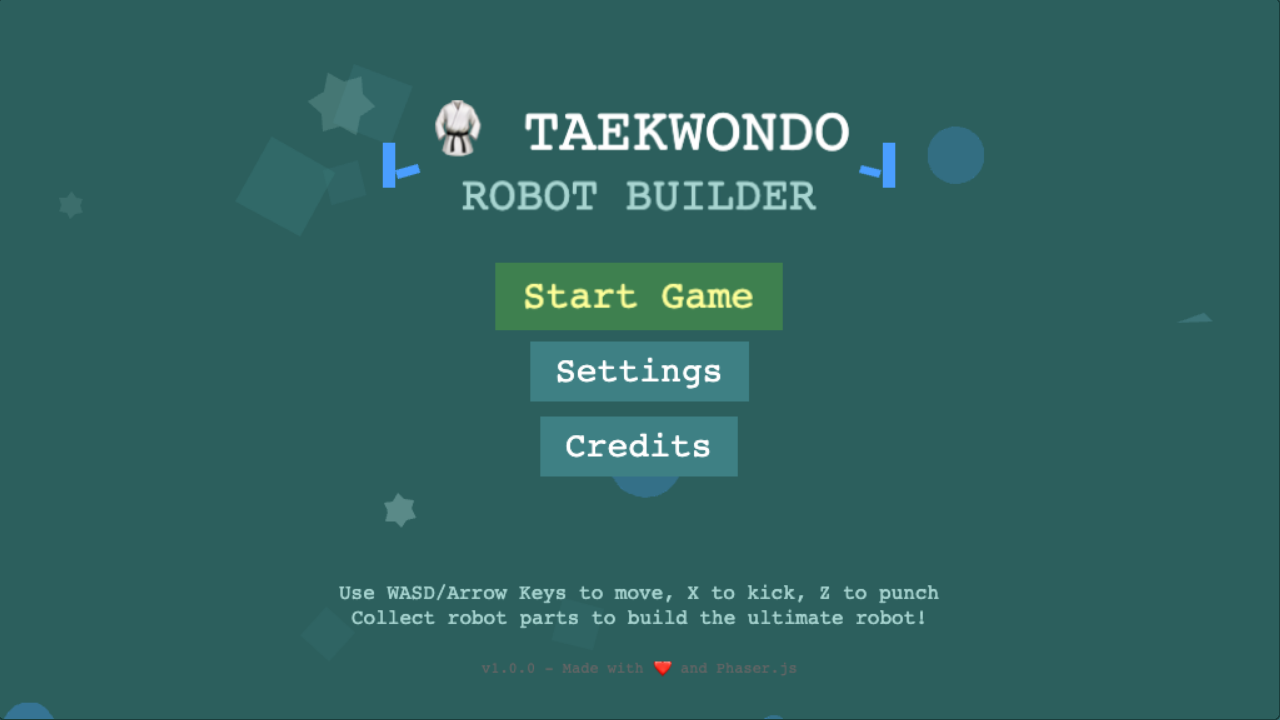 TAEKWONDO
ROBOT BUILDER
Start Game
Settings
Credits
Use WASD/Arrow Keys to move, X to kick, Z to punch
Collect robot parts to build the ultimate robot!
v1.0.0 - Made with ❤️ and Phaser.js